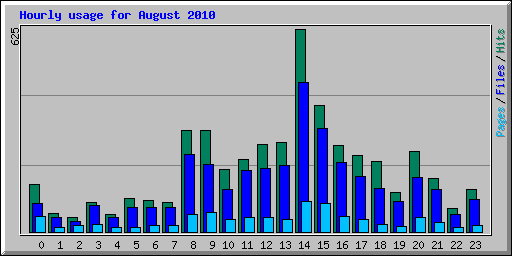 Hourly usage for August 2010
625
Pages / Files / Hits
0 1 2 3 4 5 6 7 8 9 10 11 12 13 14 15 16 17 18 19 20 21 22 23